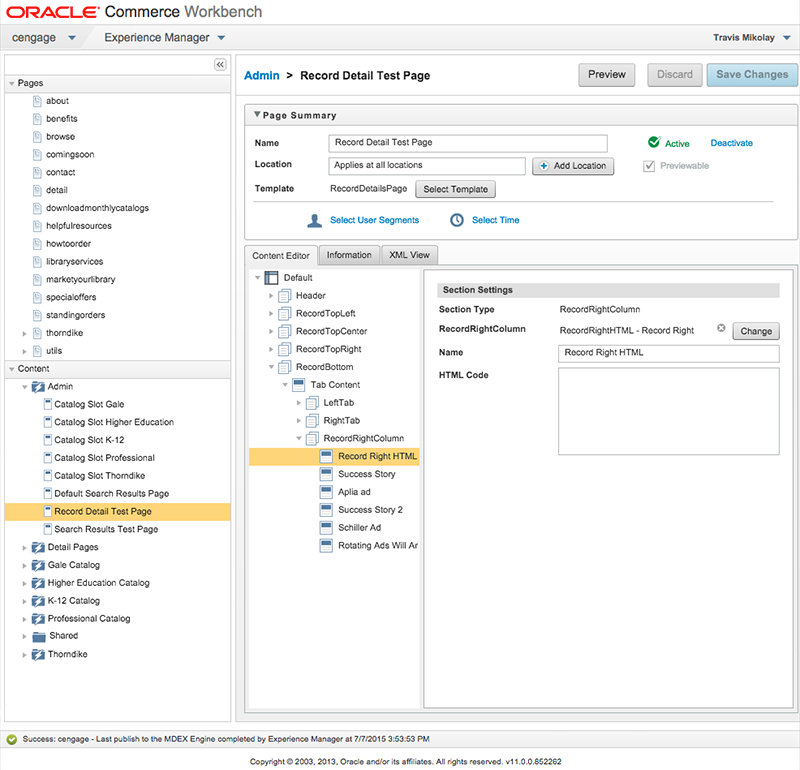 ORACLE® Commerce Workbench
cengage Experience Manager Travis Mikolay
Pages
about
benefits
browse
comingsoon
contact
detail
downloadmonthlycatalogs
helpfulresources
howtoorder
libraryservices
marketyourlibrary
specialoffers
standingorders
thorndike
utils
Content
Admin
Catalog Slot Gale
Catalog Slot Higher Education
Catalog Slot K-12
Catalog Slot Professional
Catalog Slot Thorndike
Default Search Results Page
Record Detail Test Page
Search Results Test Page
Detail Pages
Gale Catalog
Higher Education Catalog
K-12 Catalog
Professional Catalog
Shared
Thorndike
Admin > Record Detail Test Page Preview Discard Save Changes
Page Summary
Name Record Detail Test Page Active Deactivate
Location Applies at all locations Add Location Previewable
Template RecordDetailsPage Select Template
Select User Segments Select Time
Content Editor Information XML View
Default
Header
RecordTopLeft
RecordTopCenter
RecordTopRight
RecordBottom
Tab Content
LeftTab
RightTab
RecordRightColumn
Record Right HTML
Success Story
Aplia ad
Success Story 2
Schiller Ad
Rotating Ads Will Ar
Section Settings
Section Type RecordRightColumn
RecordRightColumn RecordRightHTML - Record Right Change
Name Record Right HTML
HTML Code
Success: cengage - Last publish to the MDEX Engine completed by Experience Manager at 7/7/2015 3:53:53 PM
Copyright © 2003, 2013, Oracle and/or its affiliates. All rights reserved. v11.0.0.852262